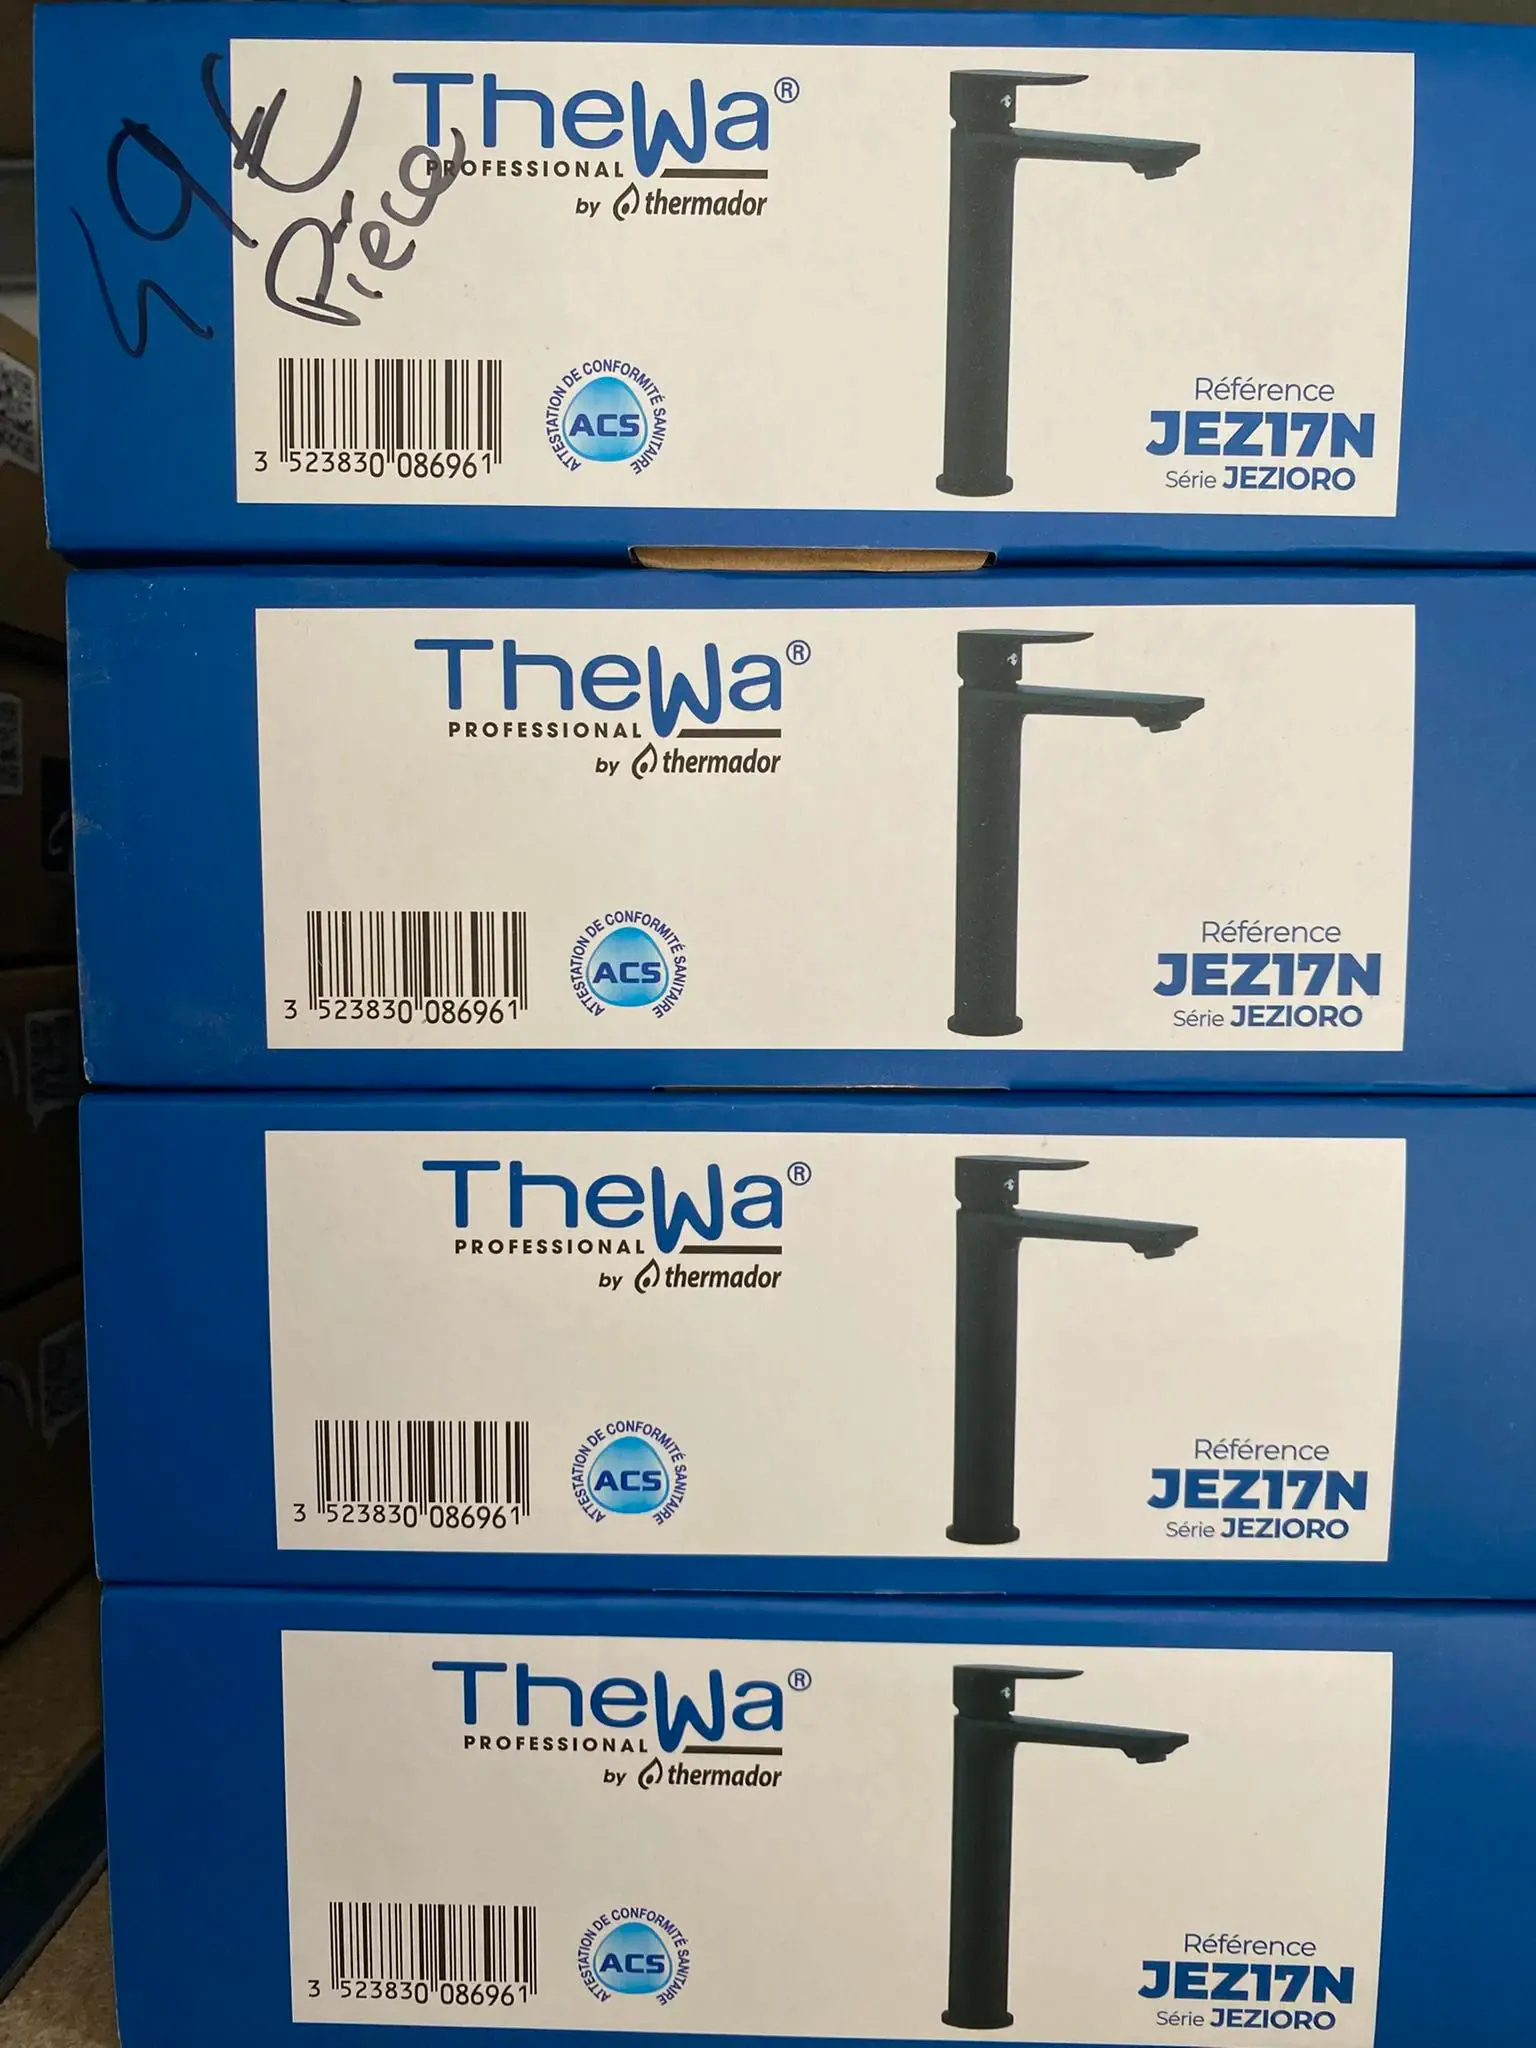 59€
Pièce
TheWa®
PROFESSIONAL
by thermador
3 523830 086961
ATTESTATION DE CONFORMITÉ SANITAIRE
ACS
Référence
JEZ17N
Série JEZIORO
TheWa®
PROFESSIONAL
by thermador
3 523830 086961
ATTESTATION DE CONFORMITÉ SANITAIRE
ACS
Référence
JEZ17N
Série JEZIORO
TheWa®
PROFESSIONAL
by thermador
3 523830 086961
ATTESTATION DE CONFORMITÉ SANITAIRE
ACS
Référence
JEZ17N
Série JEZIORO
TheWa®
PROFESSIONAL
by thermador
3 523830 086961
ATTESTATION DE CONFORMITÉ SANITAIRE
ACS
Référence
JEZ17N
Série JEZIORO